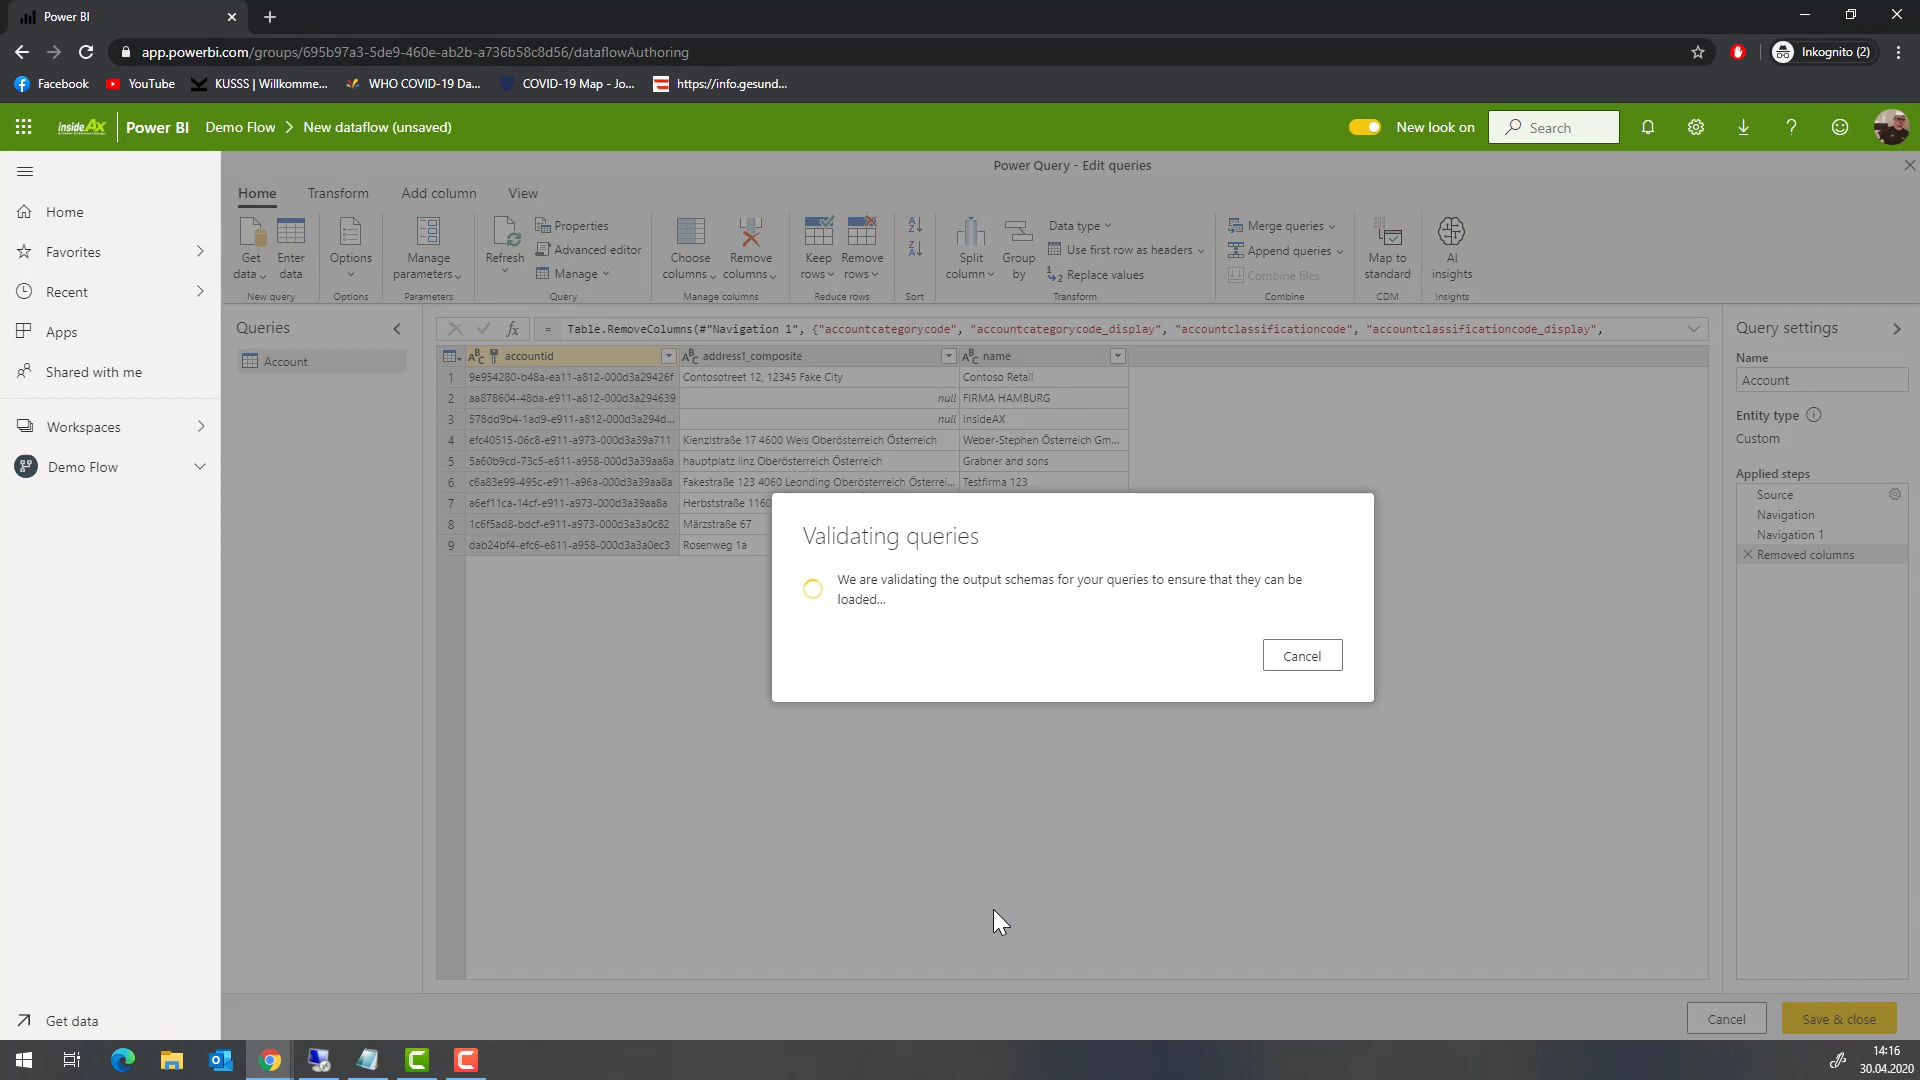 Power BI
app.powerbi.com/groups/695b97a3-5de9-460e-ab2b-a736b58c8d56/dataflowAuthoring
Inkognito (2)
Facebook
YouTube
KUSSS | Willkomme...
WHO COVID-19 Da...
COVID-19 Map - Jo...
https://info.gesund...
insideAx
Power BI
Demo Flow
New dataflow (unsaved)
New look on
Search
Home
Favorites
Recent
Apps
Shared with me
Workspaces
Demo Flow
Get data
Power Query - Edit queries
Home
Transform
Add column
View
Get data
Enter data
New query
Options
Options
Manage parameters
Parameters
Refresh
Properties
Advanced editor
Manage
Query
Choose columns
Remove columns
Manage columns
Keep rows
Remove rows
Reduce rows
Sort
Split column
Group by
Data type
Use first row as headers
Replace values
Transform
Merge queries
Append queries
Combine files
Combine
Map to standard
CDM
AI insights
Insights
Queries
Account
fx
= Table.RemoveColumns(#"Navigation 1", {"accountcategorycode", "accountcategorycode_display", "accountclassificationcode", "accountclassificationcode_display",
accountid address1_composite name
1 9e954280-b48a-ea11-a812-000d3a29426f Contosotreet 12, 12345 Fake City Contoso Retail
2 aa878604-48da-e911-a812-000d3a294639 null FIRMA HAMBURG
3 578dd9b4-1ad9-e911-a812-000d3a294d... null InsideAX
4 efc40515-06c8-e911-a973-000d3a39a711 Kienzistraße 17 4600 Weis Oberösterreich Österreich Weber-Stephen Österreich Gm...
5 5a60b9cd-73c5-e811-a958-000d3a39aa8a hauptplatz linz Oberösterreich Österreich Grabner and sons
6 c6a83e99-495c-e911-a96a-000d3a39aa8a Fakestraße 123 4060 Leonding Oberösterreich Österrei... Testfirma 123
7 a6ef11ca-14cf-e911-a973-000d3a39aa8a Herbststraße 1160
8 1c6f5ad8-bdcf-e911-a973-000d3a3a0c82 Märzstraße 67
9 dab24bf4-efc6-e811-a958-000d3a3a0ec3 Rosenweg 1a
Validating queries
We are validating the output schemas for your queries to ensure that they can be
loaded...
Cancel
Query settings
Name
Account
Entity type
Custom
Applied steps
Source
Navigation
Navigation 1
Removed columns
Cancel
Save & close
14:16
30.04.2020